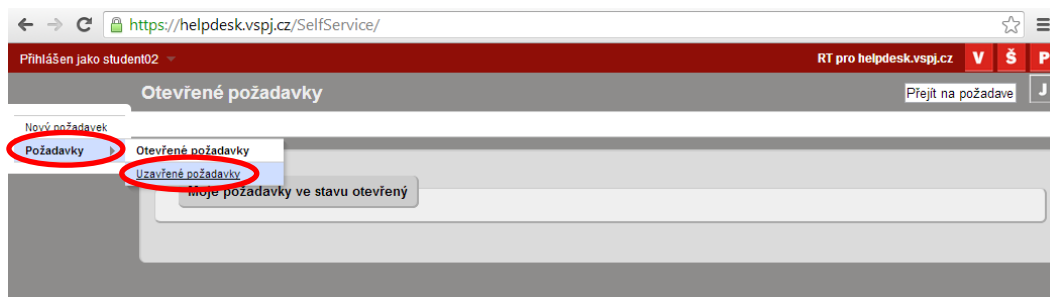 https://helpdesk.vspj.cz/SelfService/
Přihlášen jako student02 RT pro helpdesk.vspj.cz V Š P
Otevřené požadavky Přejít na požadave J
Nový požadavek
Požadavky Otevřené požadavky
Uzavřené požadavky
Moje požadavky ve stavu otevřený